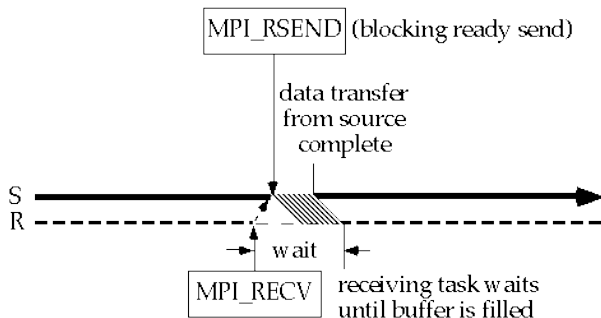 MPI_RSEND (blocking ready send)
data transfer
from source
complete
S
R
wait
MPI_RECV
receiving task waits
until buffer is filled